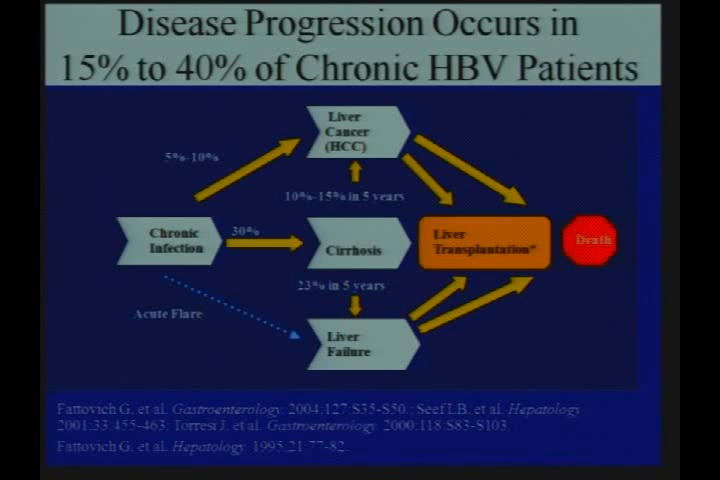 Disease Progression Occurs in
15% to 40% of Chronic HBV Patients
Liver
Cancer
(HCC)
5%-10%
10%-15% in 5 years
Chronic
Infection
30%
Cirrhosis
Liver
Transplantation*
Death
23% in 5 years
Acute Flare
Liver
Failure
Fattovich G. et al. Gastroenterology. 2004;127:S35-S50.; Seef LB. et al. Hepatology
2001;33:455-463; Torresi J. et al. Gastroenterology. 2000;118:S83-S103
Fattovich G. et al. Hepatology. 1995;21:77-82.